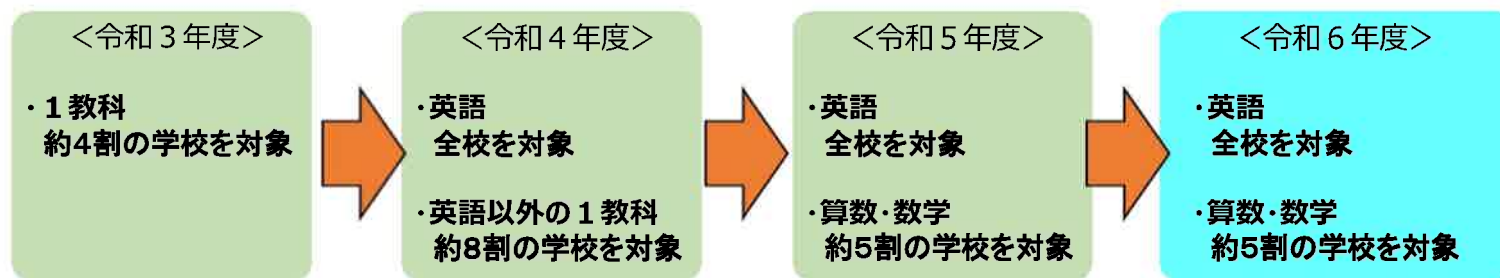 ＜令和３年度＞
・１教科
約4割の学校を対象
＜令和４年度＞
・英語
全校を対象
・英語以外の１教科
約8割の学校を対象
＜令和５年度＞
・英語
全校を対象
・算数・数学
約5割の学校を対象
＜令和６年度＞
・英語
全校を対象
・算数・数学
約5割の学校を対象